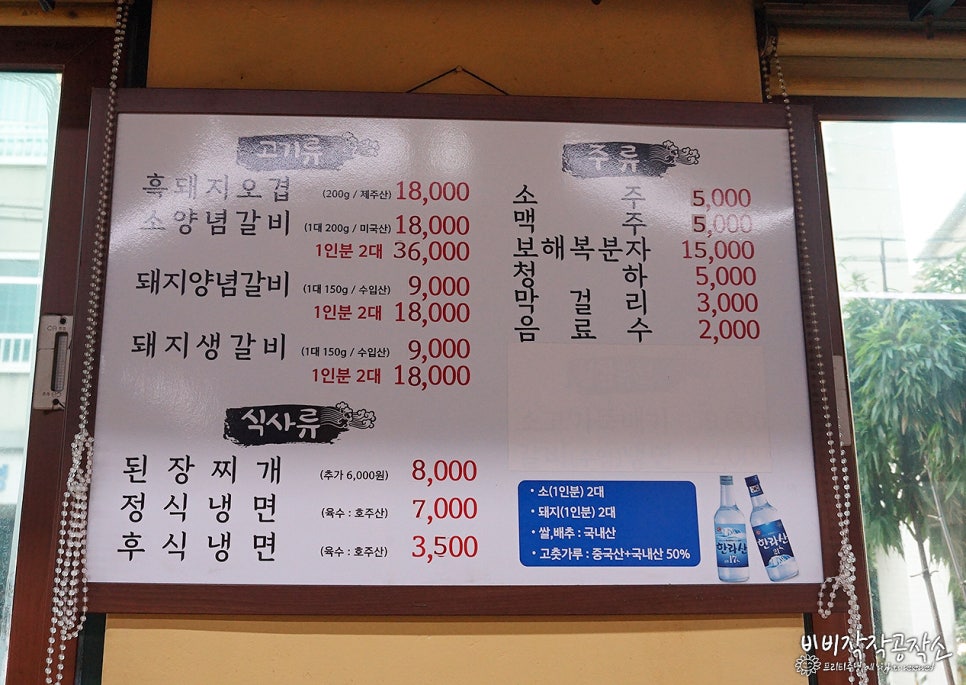 고기류
흑돼지오겹 (200g / 제주산) 18,000
소양념갈비 (1대 200g / 미국산) 18,000
1인분 2대 36,000
돼지양념갈비 (1대 150g / 수입산) 9,000
1인분 2대 18,000
돼지생갈비 (1대 150g / 수입산) 9,000
1인분 2대 18,000
식사류
된장찌개 (추가 6,000원) 8,000
정식냉면 (육수 : 호주산) 7,000
후식냉면 (육수 : 호주산) 3,500
주류
소주 5,000
맥주 5,000
보해복분자 15,000
청하 5,000
막걸리 3,000
음료수 2,000
• 소(1인분) 2대
• 돼지(1인분) 2대
• 쌀,배추 : 국내산
• 고춧가루 : 중국산+국내산 50%
한라산 17
한라산 21
비비작작공작소